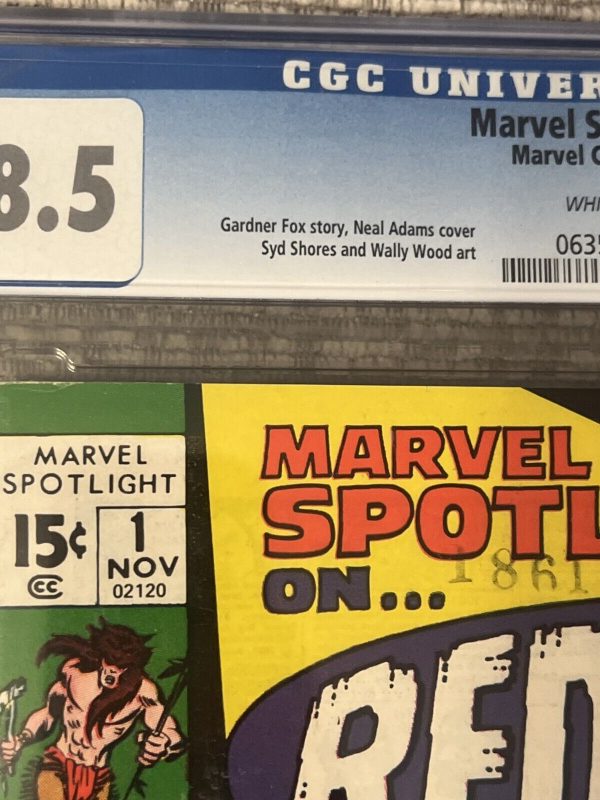 CGC UNIVER
Marvel S
Marvel C
8.5
WHI
Gardner Fox story, Neal Adams cover
Syd Shores and Wally Wood art
063
MARVEL
SPOTLIGHT
15¢
1
NOV
02120
CC
MARVEL
SPOTL
ON...
1861
RED